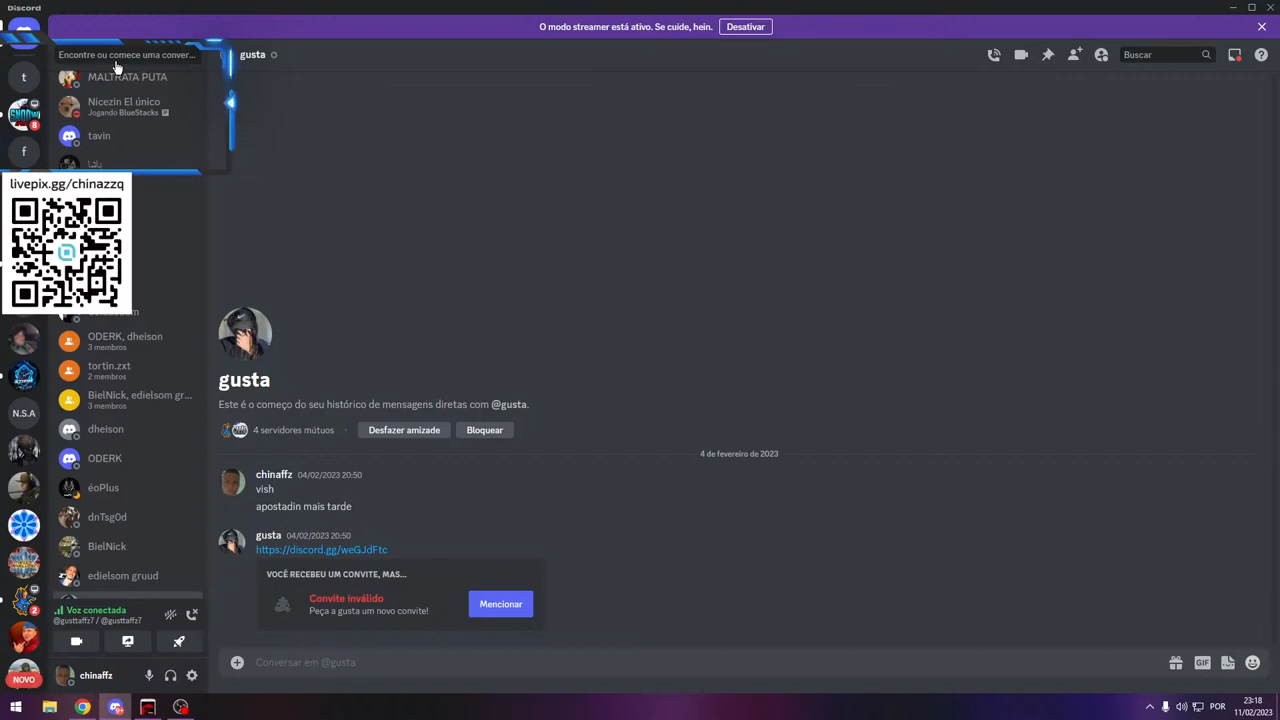 Discord
O modo streamer está ativo. Se cuide, hein.
Desativar
Encontre ou comece uma conver...
gusta
Buscar
MALTRATA PUTA
Nicezin El único
Jogando BlueStacks
tavin
t
8
f
livepix.gg/chinazzq
ODERK, dheison
3 membros
tortin.zxt
2 membros
BielNick, edielsom gr...
3 membros
N.S.A
dheison
ODERK
éoPlus
dnTsg0d
BielNick
edielsom gruud
2
Voz conectada
@gusttaffz7 / @gusttaffz7
chinaffz
NOVO
gusta
Este é o começo do seu histórico de mensagens diretas com @gusta.
4 servidores mútuos
Desfazer amizade
Bloquear
4 de fevereiro de 2023
chinaffz 04/02/2023 20:50
vish
apostadin mais tarde
gusta 04/02/2023 20:50
https://discord.gg/weGJdFtc
VOCÊ RECEBEU UM CONVITE, MAS...
Convite inválido
Peça a gusta um novo convite!
Mencionar
Conversar em @gusta
GIF
POR
23:18
11/02/2023